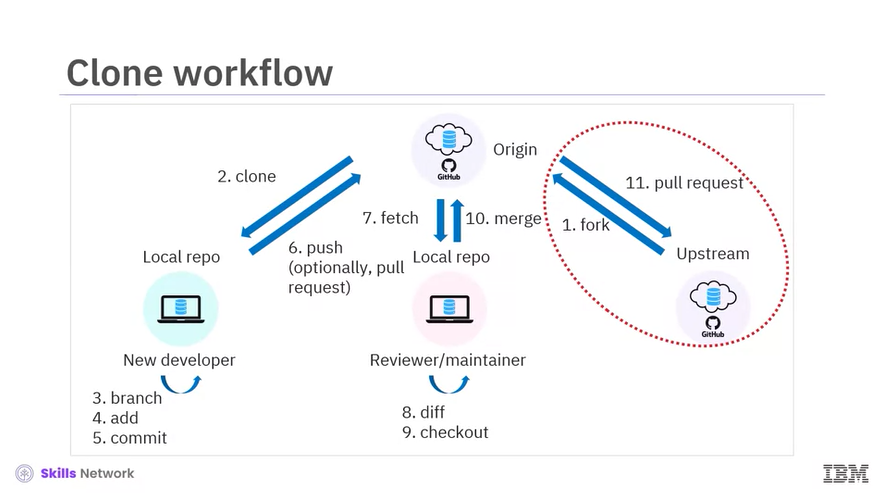 Clone workflow
Origin
GitHub
2. clone
11. pull request
7. fetch
10. merge
1. fork
6. push
(optionally, pull
request)
Local repo
Local repo
Upstream
GitHub
New developer
Reviewer/maintainer
3. branch
4. add
5. commit
8. diff
9. checkout
Skills Network
IBM